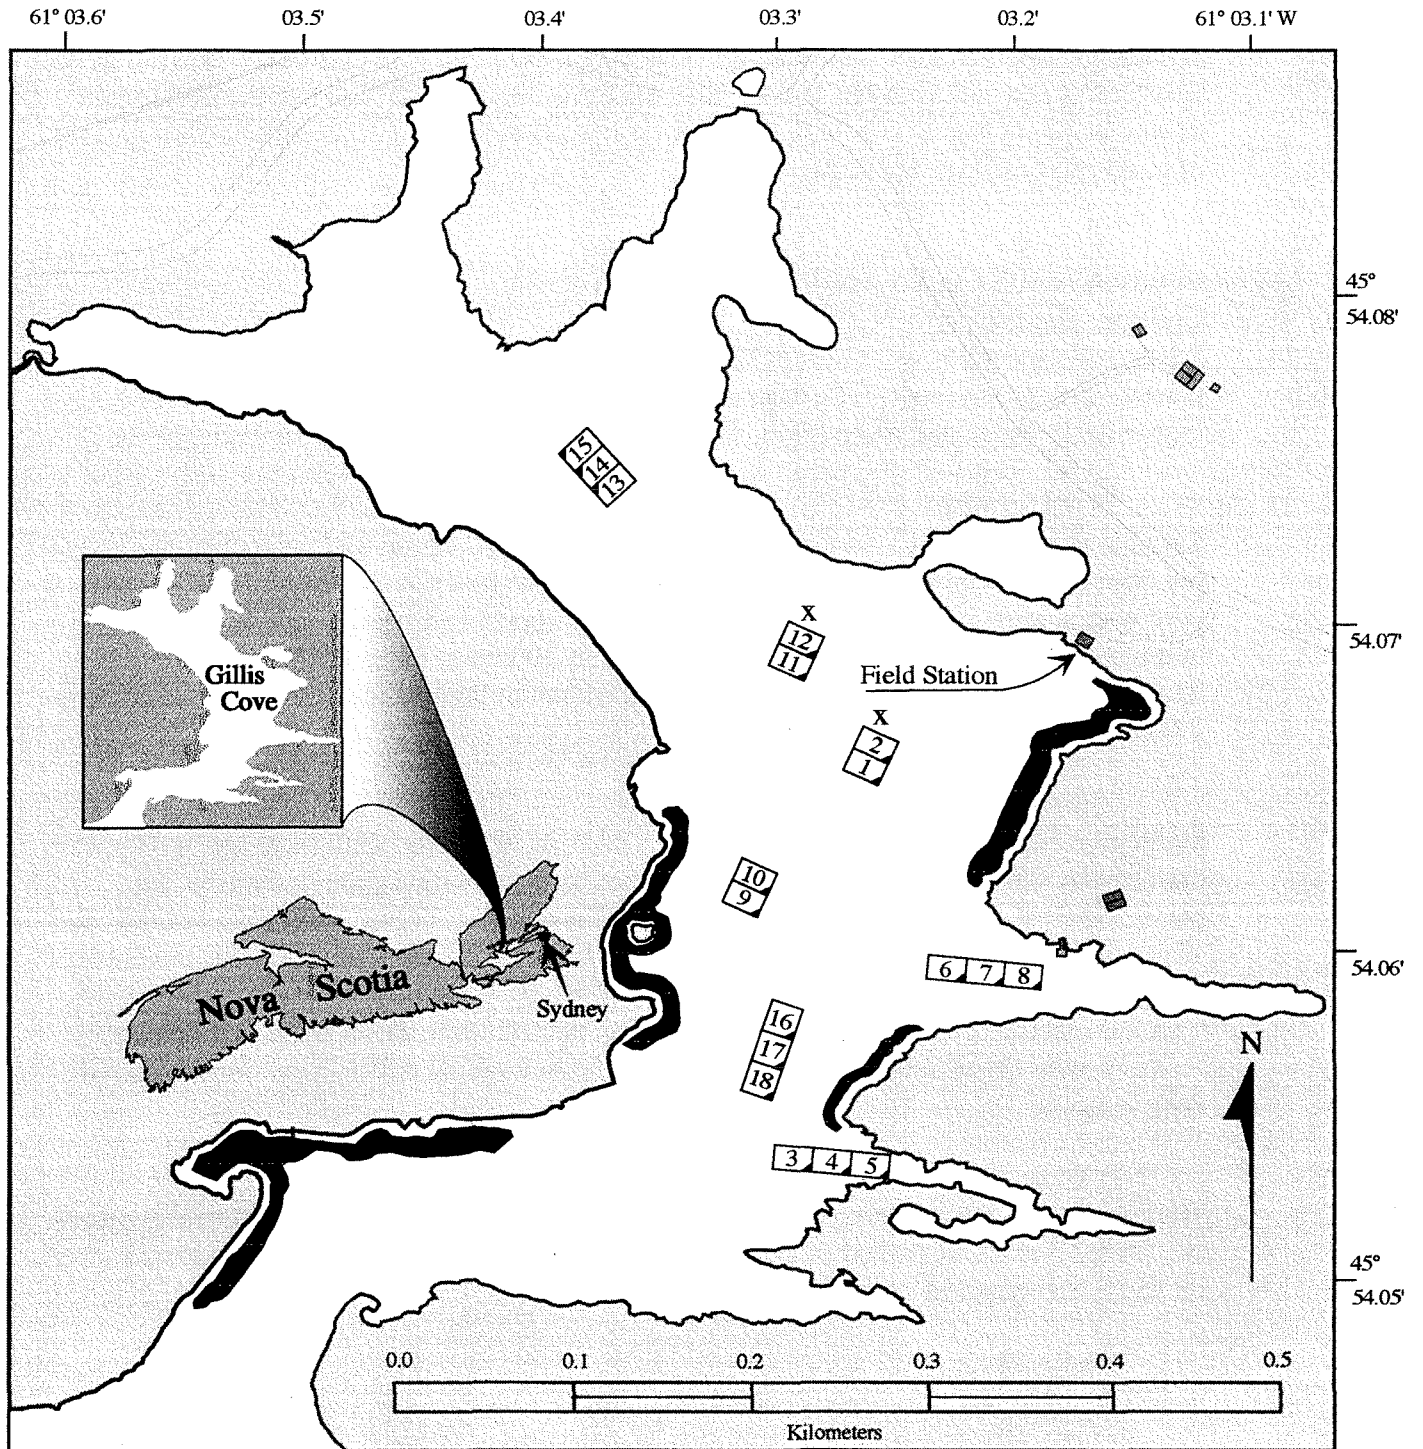 61° 03.6' 03.5' 03.4' 03.3' 03.2' 61° 03.1' W
45°
54.08'
15
14
13
54.07'
X
12
11
Field Station
X
2
1
Gillis
Cove
10
9
54.06'
6 7 8
Nova Scotia
Sydney
16
17
18
N
3 4 5
45°
54.05'
0.0 0.1 0.2 0.3 0.4 0.5
Kilometers